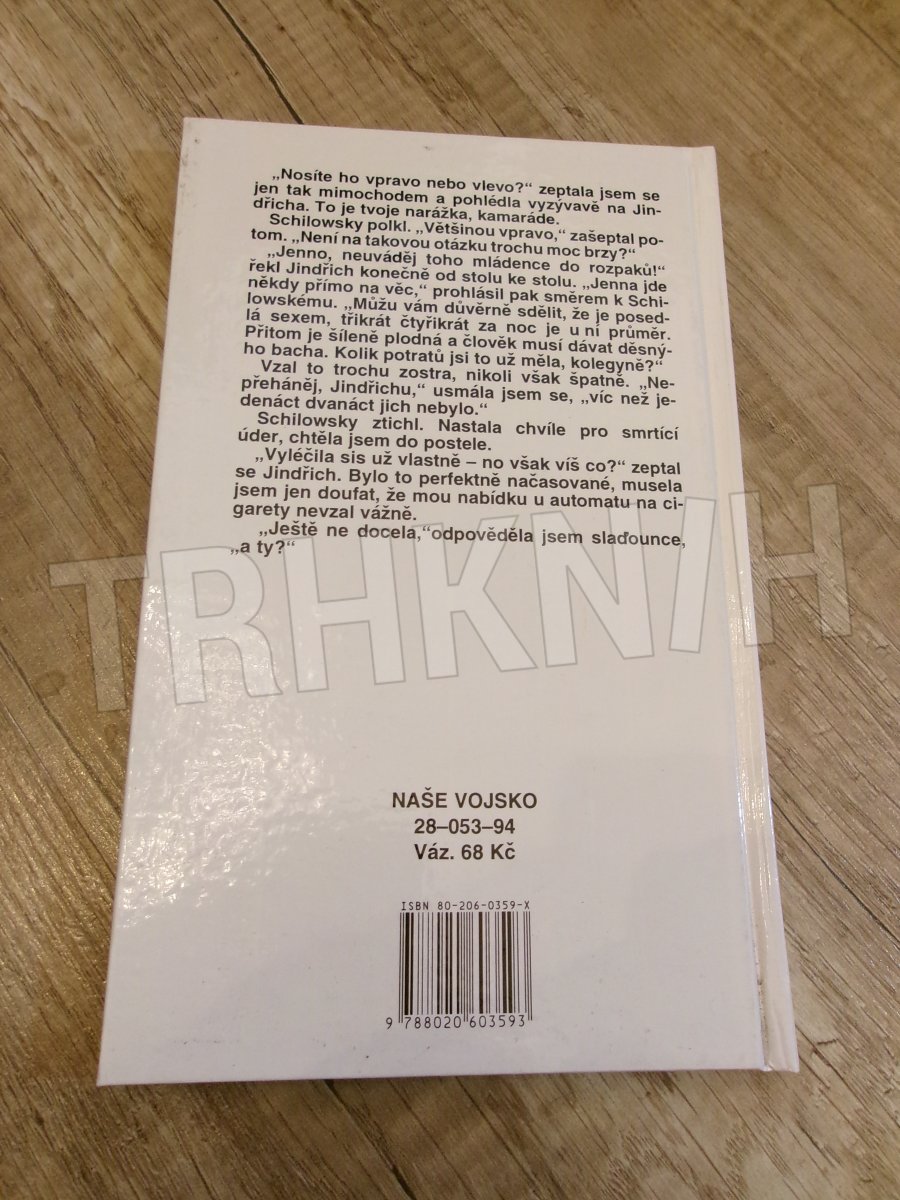 „Nosíte ho vpravo nebo vlevo?“ zeptala jsem se
jen tak mimochodem a pohlédla vyzývavě na Jin-
dřicha. To je tvoje narážka, kamaráde.
Schilowsky polkl. „Většinou vpravo,“ zašeptal po-
tom. „Není na takovou otázku trochu moc brzy?“
„Jenno, neuváděj toho mládence do rozpaků!“
řekl Jindřich konečně od stolu ke stolu. „Jenna jde
někdy přímo na věc,“ prohlásil pak směrem k Schi-
lowskému. „Můžu vám důvěrně sdělit, že je posed-
lá sexem, třikrát čtyřikrát za noc je u ní průměr.
Přitom je šíleně plodná a člověk musí dávat děsný-
ho bacha. Kolik potratů jsi to už měla, kolegyně?“
Vzal to trochu zostra, nikoli však špatně. „Ne-
přeháněj, Jindřichu,“ usmála jsem se, „víc než je-
denáct dvanáct jich nebylo.“
Schilowsky ztichl. Nastala chvíle pro smrtící
úder, chtěla jsem do postele.
„Vyléčila sis už vlastně – no však víš co?“ zeptal
se Jindřich. Bylo to perfektně načasované, musela
jsem jen doufat, že mou nabídku u automatu na ci-
garety nevzal vážně.
„Ještě ne docela,“odpověděla jsem slaďounce,
„a ty?“
TRHKNIH
NAŠE VOJSKO
28–053–94
Váz. 68 Kč
ISBN 80-206-0359-X
9 788020 603593